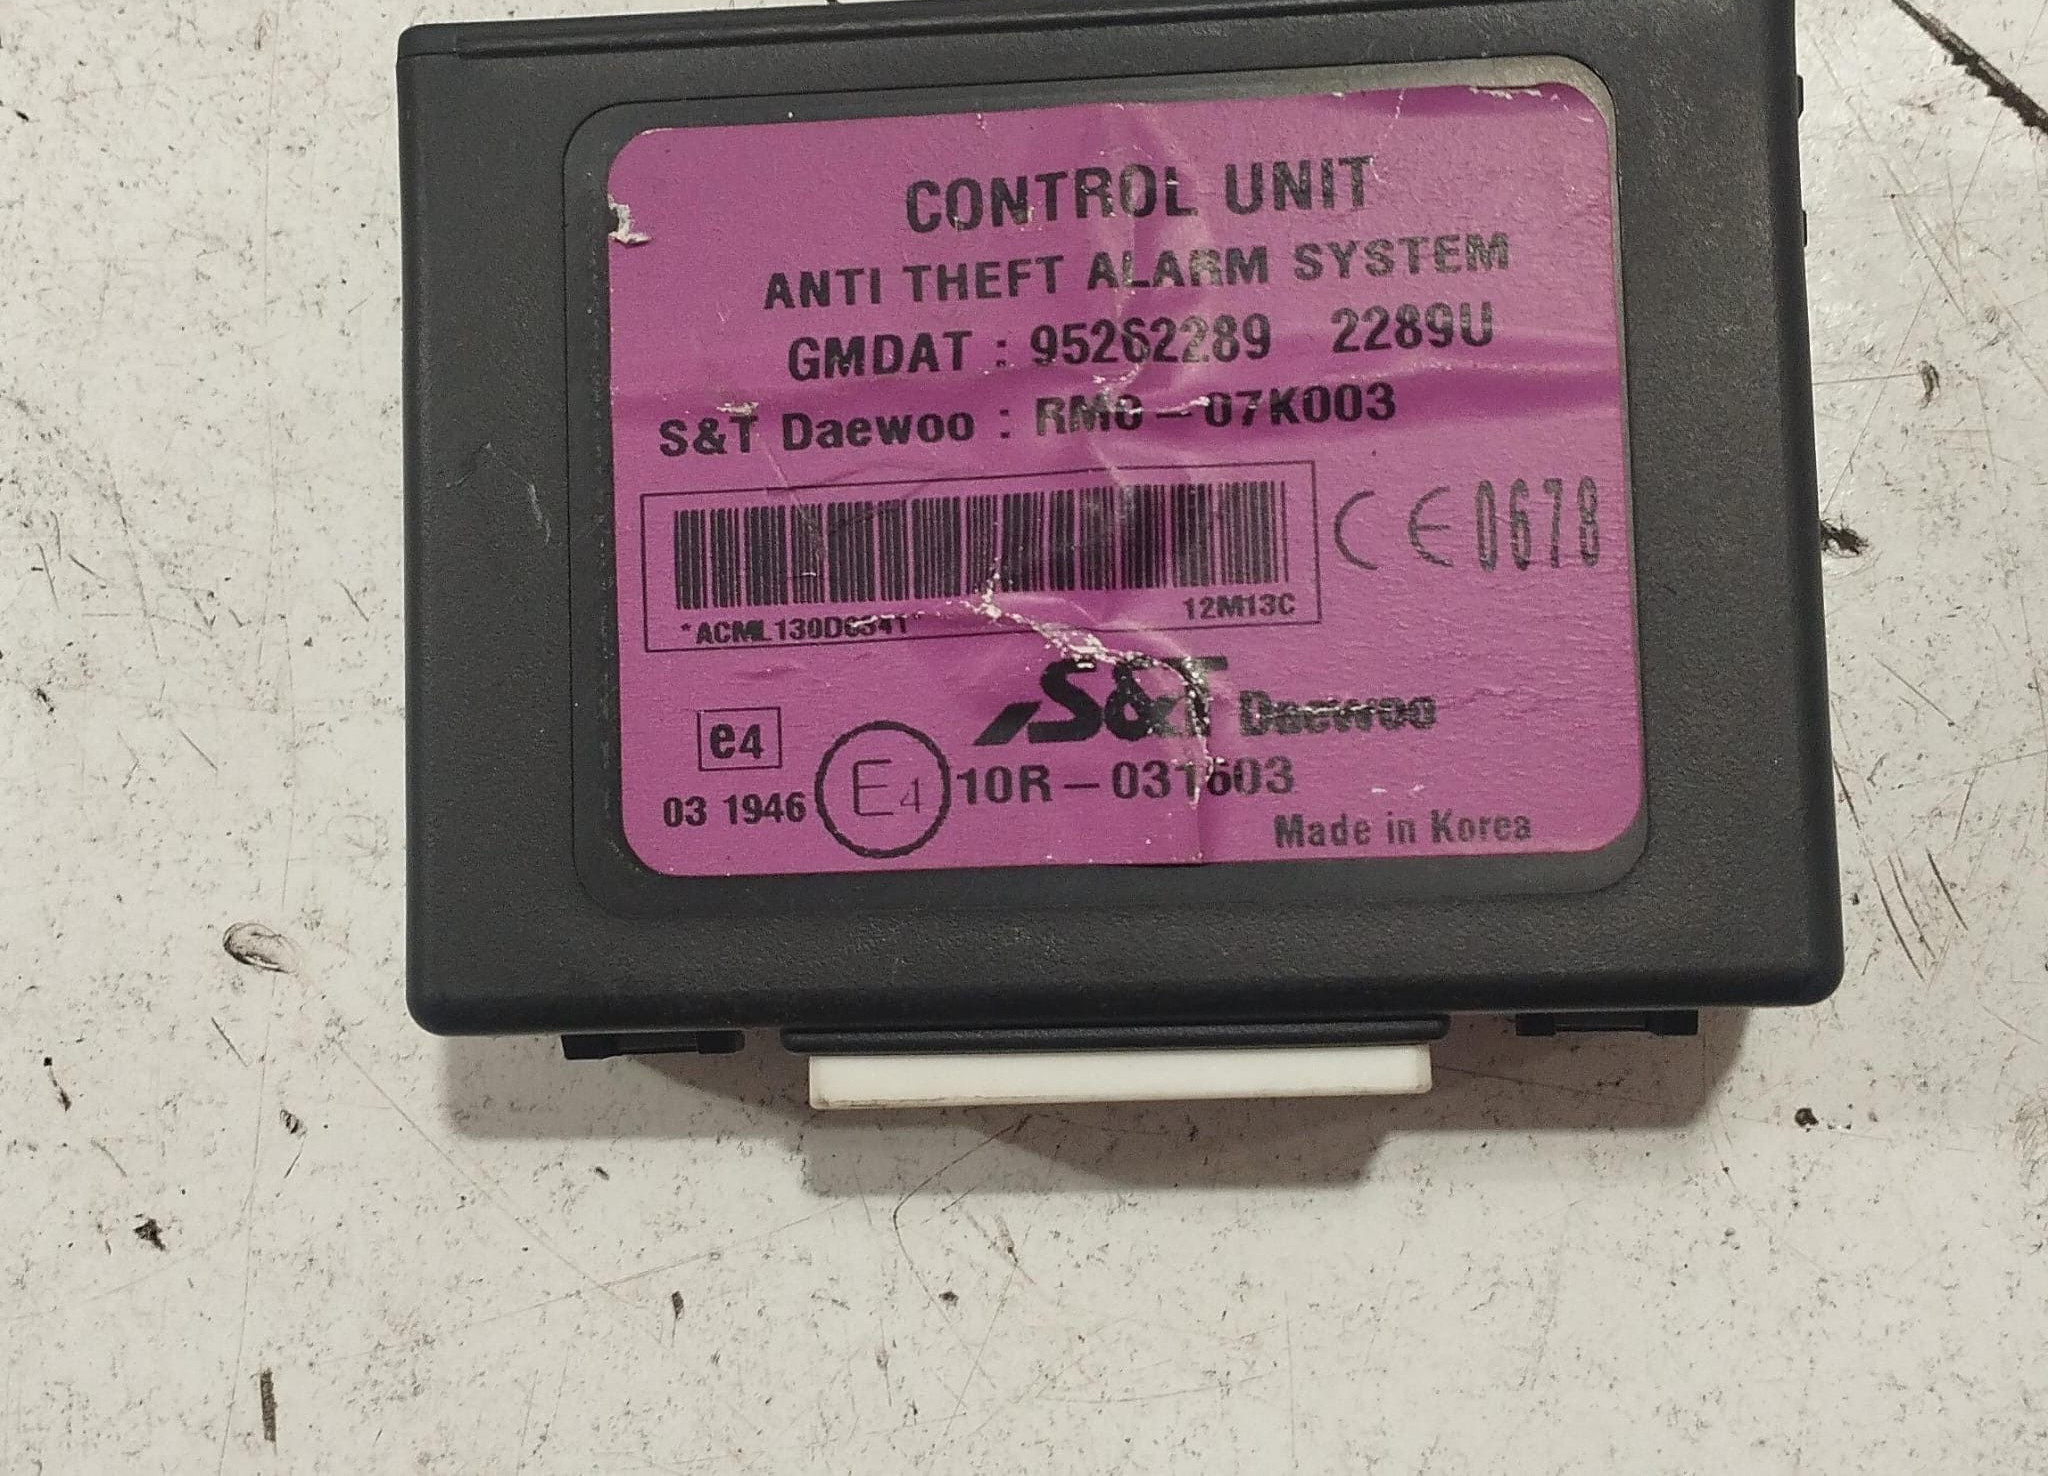 CONTROL UNIT
ANTI THEFT ALARM SYSTEM
GMDAT : 95262289 2289U
S&T Daewoo : RMC-07K003
CE 0678
*ACML130D0341* 12M13C
S&T Daewoo
e4
03 1946 E4 10R-031603
Made in Korea